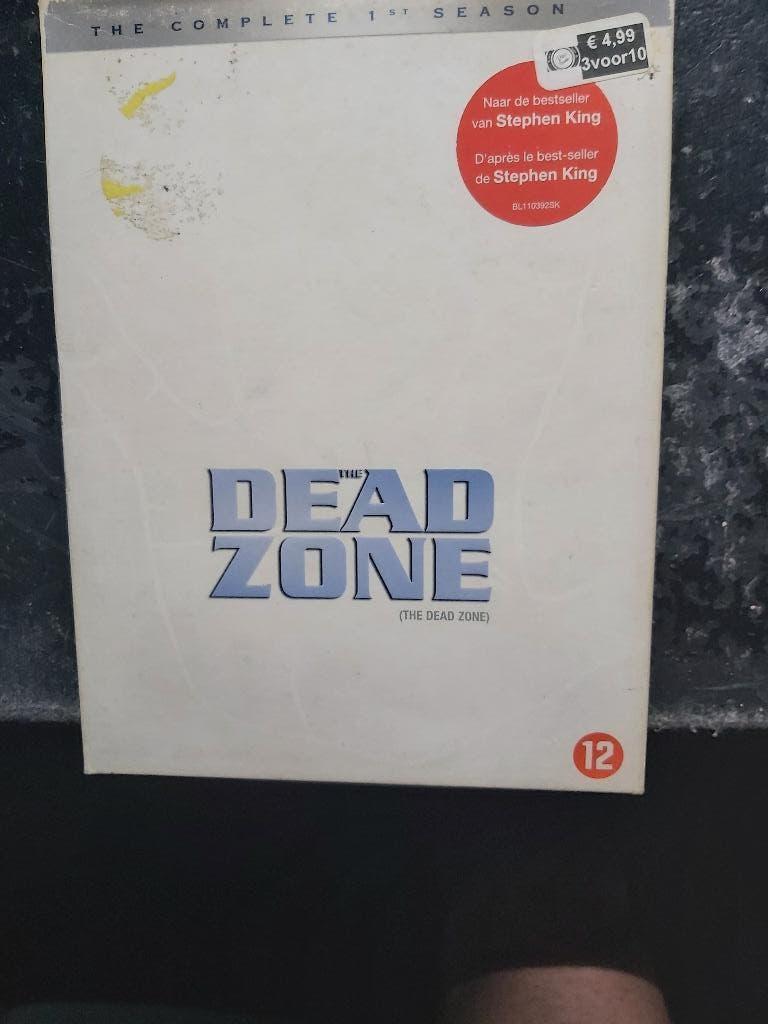 THE COMPLETE 1ST SEASON
€ 4,99
3voor10
Naar de bestseller
van Stephen King
D'après le best-seller
de Stephen King
BL110392SK
THE
DEAD
ZONE
(THE DEAD ZONE)
12